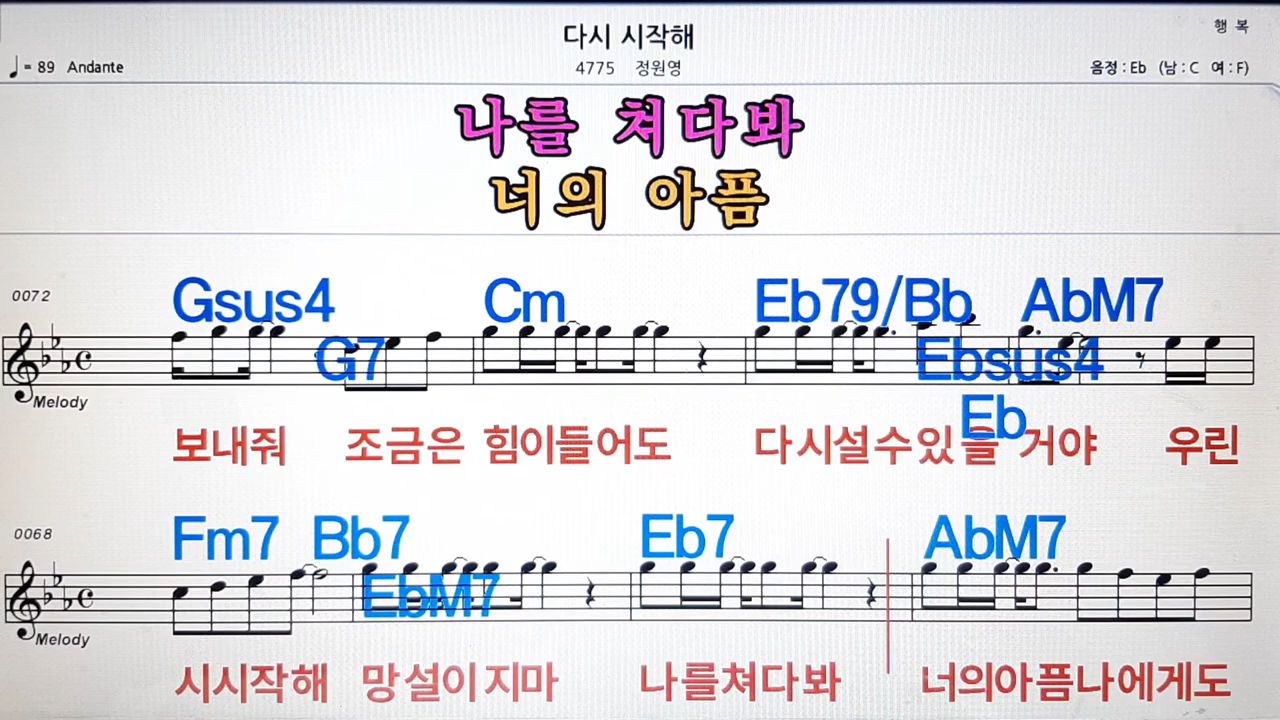 다시 시작해
행 복
♩= 89 Andante
4775 정원영
음정 : Eb (남 : C 여 : F)
나를 쳐다봐
너의 아픔
0072
Gsus4 Cm Eb79/Bb AbM7
G7 Ebsus4
Eb
Melody
보내줘 조금은 힘이들어도 다시설수있을 거야 우린
0068
Fm7 Bb7 Eb7 AbM7
EbM7
Melody
시시작해 망설이지마 나를쳐다봐 너의아픔나에게도